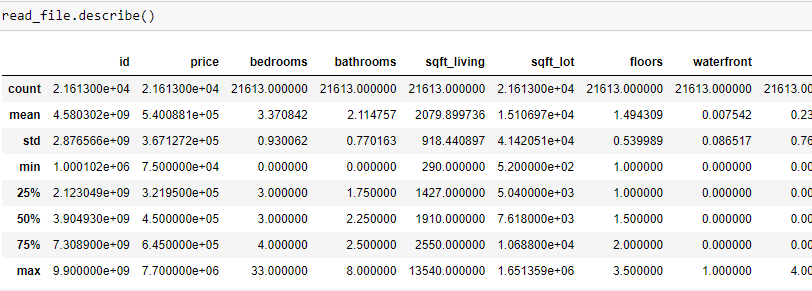 read_file.describe()
id price bedrooms bathrooms sqft_living sqft_lot floors waterfront
count 2.161300e+04 2.161300e+04 21613.000000 21613.000000 21613.000000 2.161300e+04 21613.000000 21613.000000 21613.0
mean 4.580302e+09 5.400881e+05 3.370842 2.114757 2079.899736 1.510697e+04 1.494309 0.007542 0.23
std 2.876566e+09 3.671272e+05 0.930062 0.770163 918.440897 4.142051e+04 0.539989 0.086517 0.76
min 1.000102e+06 7.500000e+04 0.000000 0.000000 290.000000 5.200000e+02 1.000000 0.000000 0.00
25% 2.123049e+09 3.219500e+05 3.000000 1.750000 1427.000000 5.040000e+03 1.000000 0.000000 0.00
50% 3.904930e+09 4.500000e+05 3.000000 2.250000 1910.000000 7.618000e+03 1.500000 0.000000 0.00
75% 7.308900e+09 6.450000e+05 4.000000 2.500000 2550.000000 1.068800e+04 2.000000 0.000000 0.00
max 9.900000e+09 7.700000e+06 33.000000 8.000000 13540.000000 1.651359e+06 3.500000 1.000000 4.00